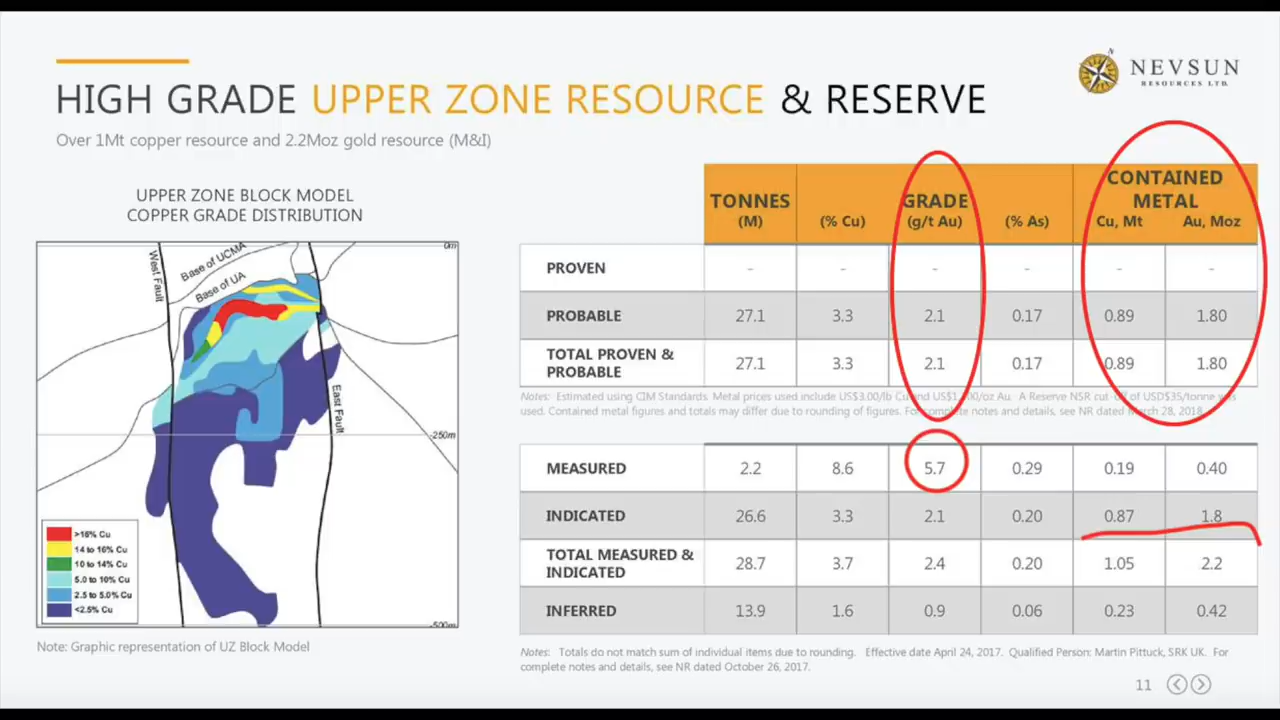 NEVSUN
RESOURCES LTD.
N
HIGH GRADE UPPER ZONE RESOURCE & RESERVE
Over 1Mt copper resource and 2.2Moz gold resource (M&I)
UPPER ZONE BLOCK MODEL
COPPER GRADE DISTRIBUTION
West Fault
Base of UCMA
Base of UA
East Fault
0m
-250m
-500m
>16% Cu
14 to 16% Cu
10 to 14% Cu
5.0 to 10% Cu
2.5 to 5.0% Cu
<2.5% Cu
Note: Graphic representation of UZ Block Model
TONNES GRADE CONTAINED METAL
(M) (% Cu) (g/t Au) (% As) Cu, Mt Au, Moz
PROVEN - - - - - -
PROBABLE 27.1 3.3 2.1 0.17 0.89 1.80
TOTAL PROVEN & PROBABLE 27.1 3.3 2.1 0.17 0.89 1.80
Notes: Estimated using CIM Standards. Metal prices used include US$3.00/lb Cu and oz Au. A Reserve NSR of USD$35/tonne was
used. Contained metal figures and totals may differ due to rounding of figures. For complete notes and details, see NR dated March 28, 2018.
MEASURED 2.2 8.6 5.7 0.29 0.19 0.40
INDICATED 26.6 3.3 2.1 0.20 0.87 1.8
TOTAL MEASURED & INDICATED 28.7 3.7 2.4 0.20 1.05 2.2
INFERRED 13.9 1.6 0.9 0.06 0.23 0.42
Notes: Totals do not match sum of individual items due to rounding. Effective date April 24, 2017. Qualified Person: Martin Pittuck, SRK UK. For
complete notes and details, see NR dated October 26, 2017.
11